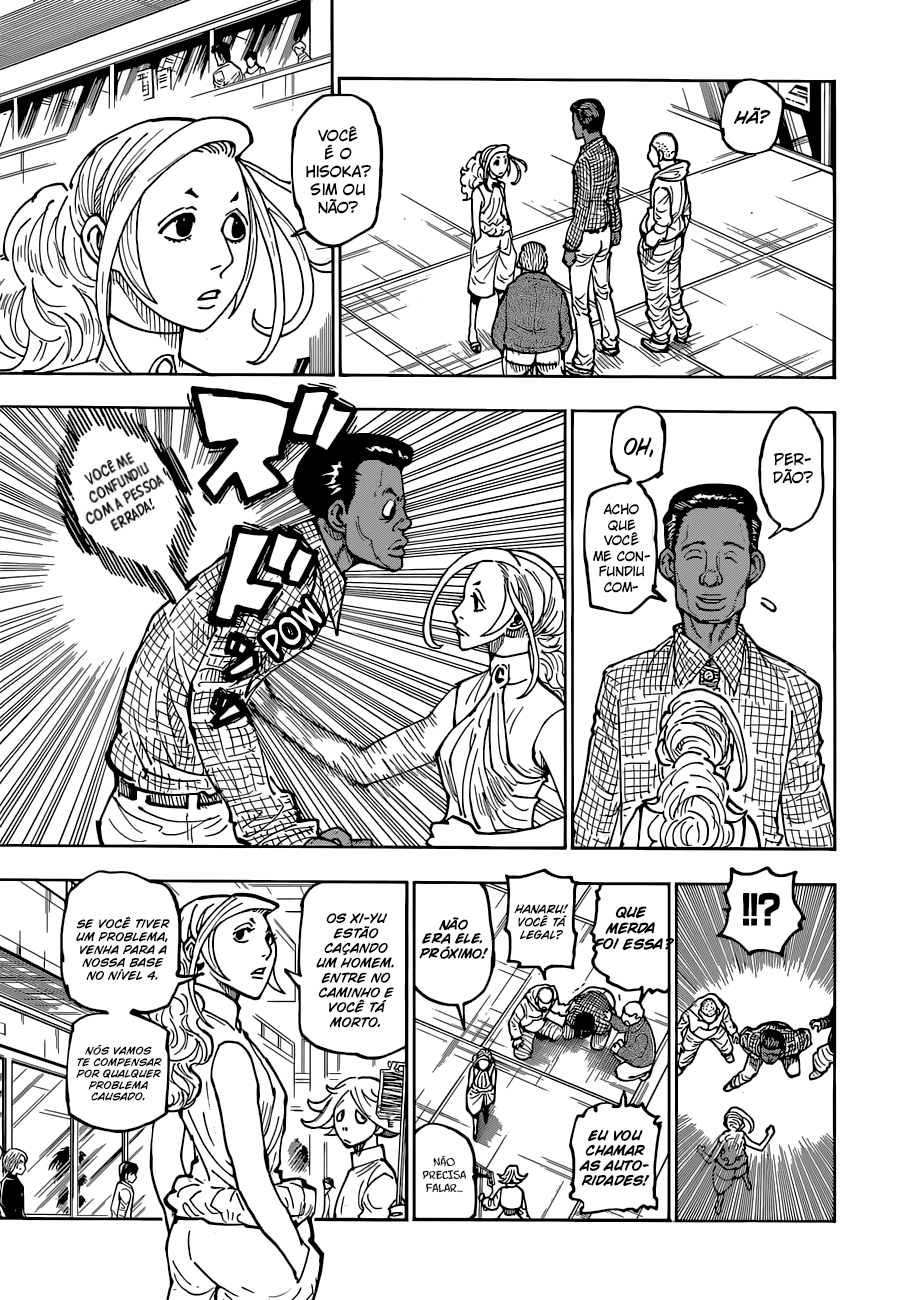 HÃ?
VOCÊ
É O
HISOKA?
SIM OU
NÃO?
PER-
DÃO?
OH,
ACHO
QUE
VOCÊ
ME CON-
FUNDIU
COM-
VOCÊ ME
CONFUNDIU
COM A PESSOA
ERRADA!
ズズ
ドッ
POW
!!?
QUE
MERDA
FOI ESSA?
HANARU!
VOCÊ TÁ
LEGAL?
NÃO
ERA ELE.
PRÓXIMO!
EU VOU
CHAMAR
AS AUTO-
RIDADES!
NÃO
PRECISA
FALAR...
OS XI-YU
ESTÃO
CAÇANDO
UM HOMEM.
ENTRE NO
CAMINHO E
VOCÊ TÁ
MORTO.
SE VOCÊ TIVER
UM PROBLEMA,
VENHA PARA A
NOSSA BASE
NO NÍVEL 4.
NÓS VAMOS
TE COMPENSAR
POR QUALQUER
PROBLEMA
CAUSADO.